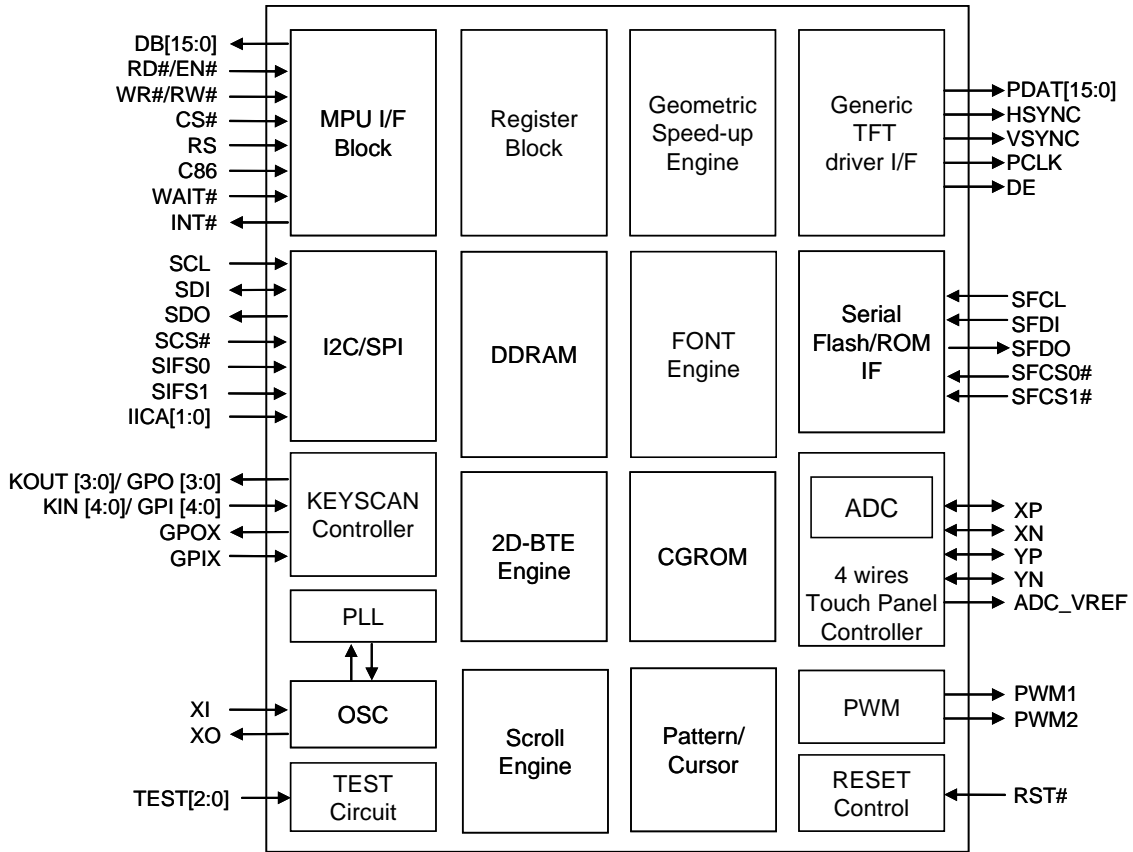 DB[15:0]
RD#/EN#
WR#/RW#
CS#
RS
C86
WAIT#
INT#
MPU I/F
Block
Register
Block
Geometric
Speed-up
Engine
Generic
TFT
driver I/F
PDAT[15:0]
HSYNC
VSYNC
PCLK
DE
SCL
SDI
SDO
SCS#
SIFS0
SIFS1
IICA[1:0]
I2C/SPI
DDRAM
FONT
Engine
Serial
Flash/ROM
IF
SFCL
SFDI
SFDO
SFCS0#
SFCS1#
KOUT [3:0]/ GPO [3:0]
KIN [4:0]/ GPI [4:0]
GPOX
GPIX
KEYSCAN
Controller
2D-BTE
Engine
CGROM
ADC
4 wires
Touch Panel
Controller
XP
XN
YP
YN
ADC_VREF
PLL
XI
XO
OSC
Scroll
Engine
Pattern/
Cursor
PWM
PWM1
PWM2
TEST[2:0]
TEST
Circuit
RESET
Control
RST#